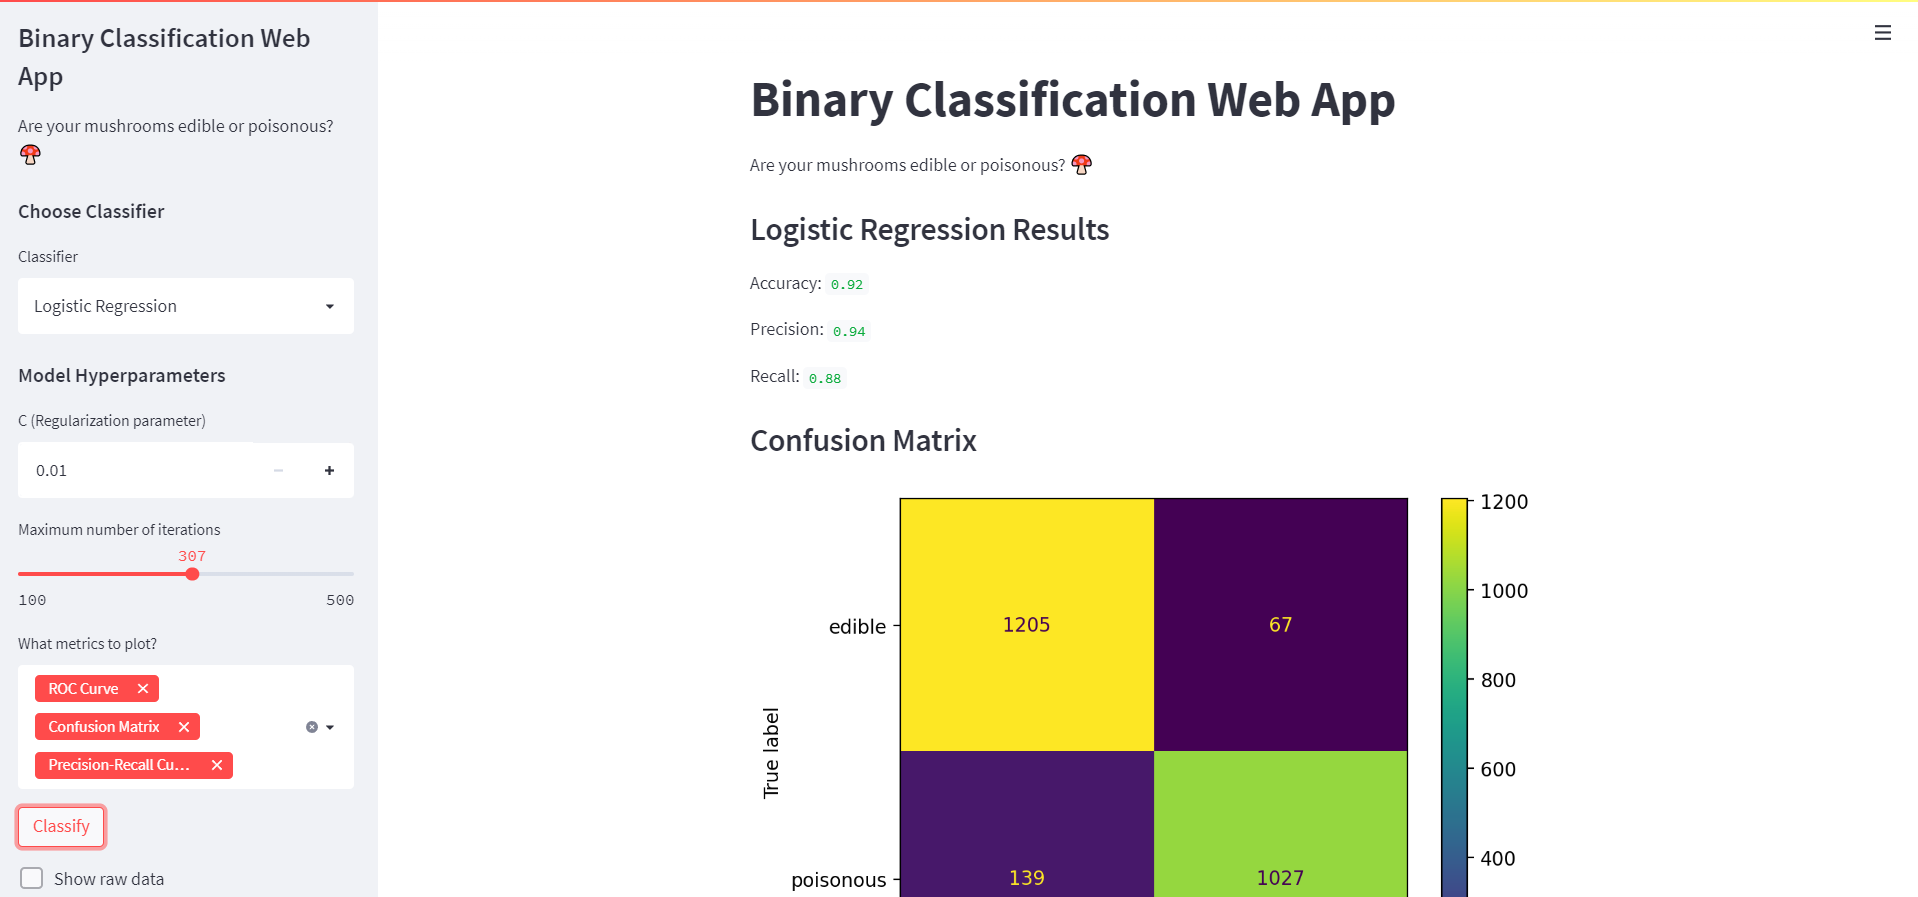 Binary Classification Web
App
Are your mushrooms edible or poisonous?
Choose Classifier
Classifier
Logistic Regression
Model Hyperparameters
C (Regularization parameter)
0.01
Maximum number of iterations
307
100 500
What metrics to plot?
ROC Curve
Confusion Matrix
Precision-Recall Cu...
Classify
Show raw data
Binary Classification Web App
Are your mushrooms edible or poisonous?
Logistic Regression Results
Accuracy: 0.92
Precision: 0.94
Recall: 0.88
Confusion Matrix
True label
edible 1205 67
poisonous 139 1027
1200
1000
800
600
400